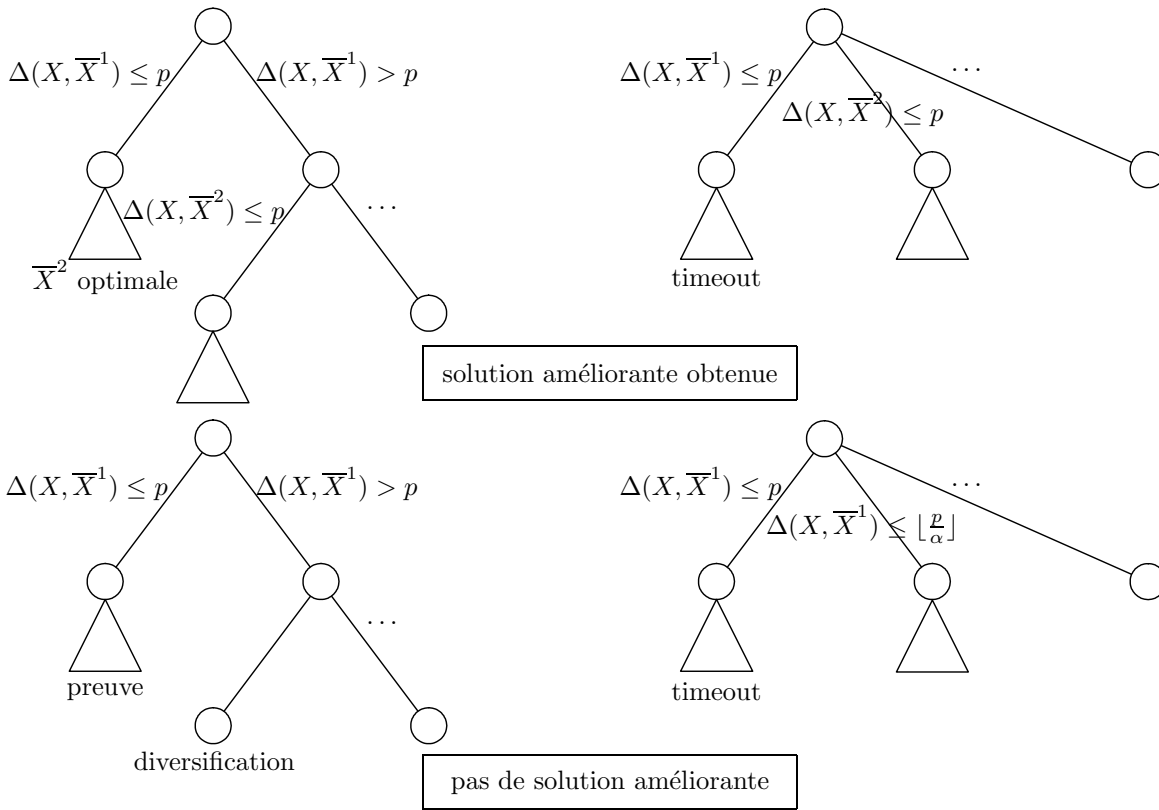 Δ(X, X̅¹) ≤ p
Δ(X, X̅¹) > p
Δ(X, X̅²) ≤ p
...
X̅² optimale
Δ(X, X̅¹) ≤ p
Δ(X, X̅²) ≤ p
...
timeout
solution améliorante obtenue
Δ(X, X̅¹) ≤ p
Δ(X, X̅¹) > p
...
preuve
diversification
Δ(X, X̅¹) ≤ p
Δ(X, X̅¹) ≤ ⌊p/α⌋
...
timeout
pas de solution améliorante